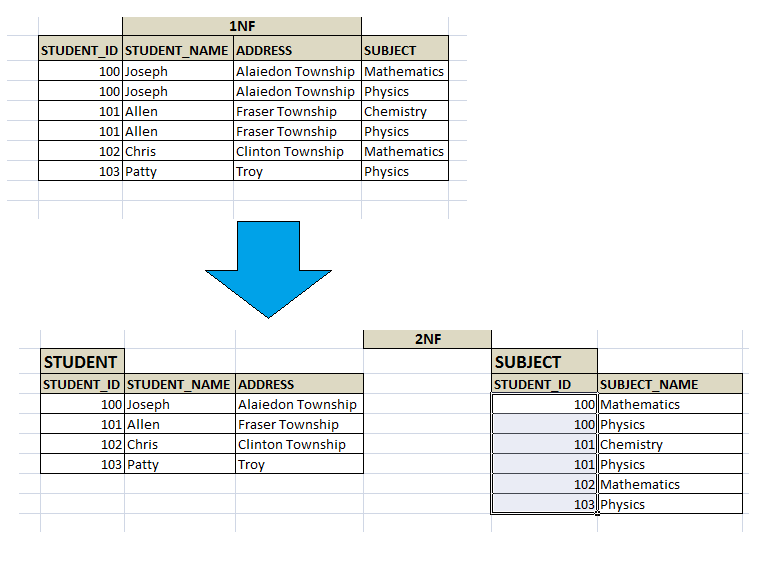 1NF
STUDENT_ID STUDENT_NAME ADDRESS SUBJECT
100 Joseph Alaiedon Township Mathematics
100 Joseph Alaiedon Township Physics
101 Allen Fraser Township Chemistry
101 Allen Fraser Township Physics
102 Chris Clinton Township Mathematics
103 Patty Troy Physics
2NF
STUDENT SUBJECT
STUDENT_ID STUDENT_NAME ADDRESS STUDENT_ID SUBJECT_NAME
100 Joseph Alaiedon Township 100 Mathematics
101 Allen Fraser Township 100 Physics
102 Chris Clinton Township 101 Chemistry
103 Patty Troy 101 Physics
102 Mathematics
103 Physics